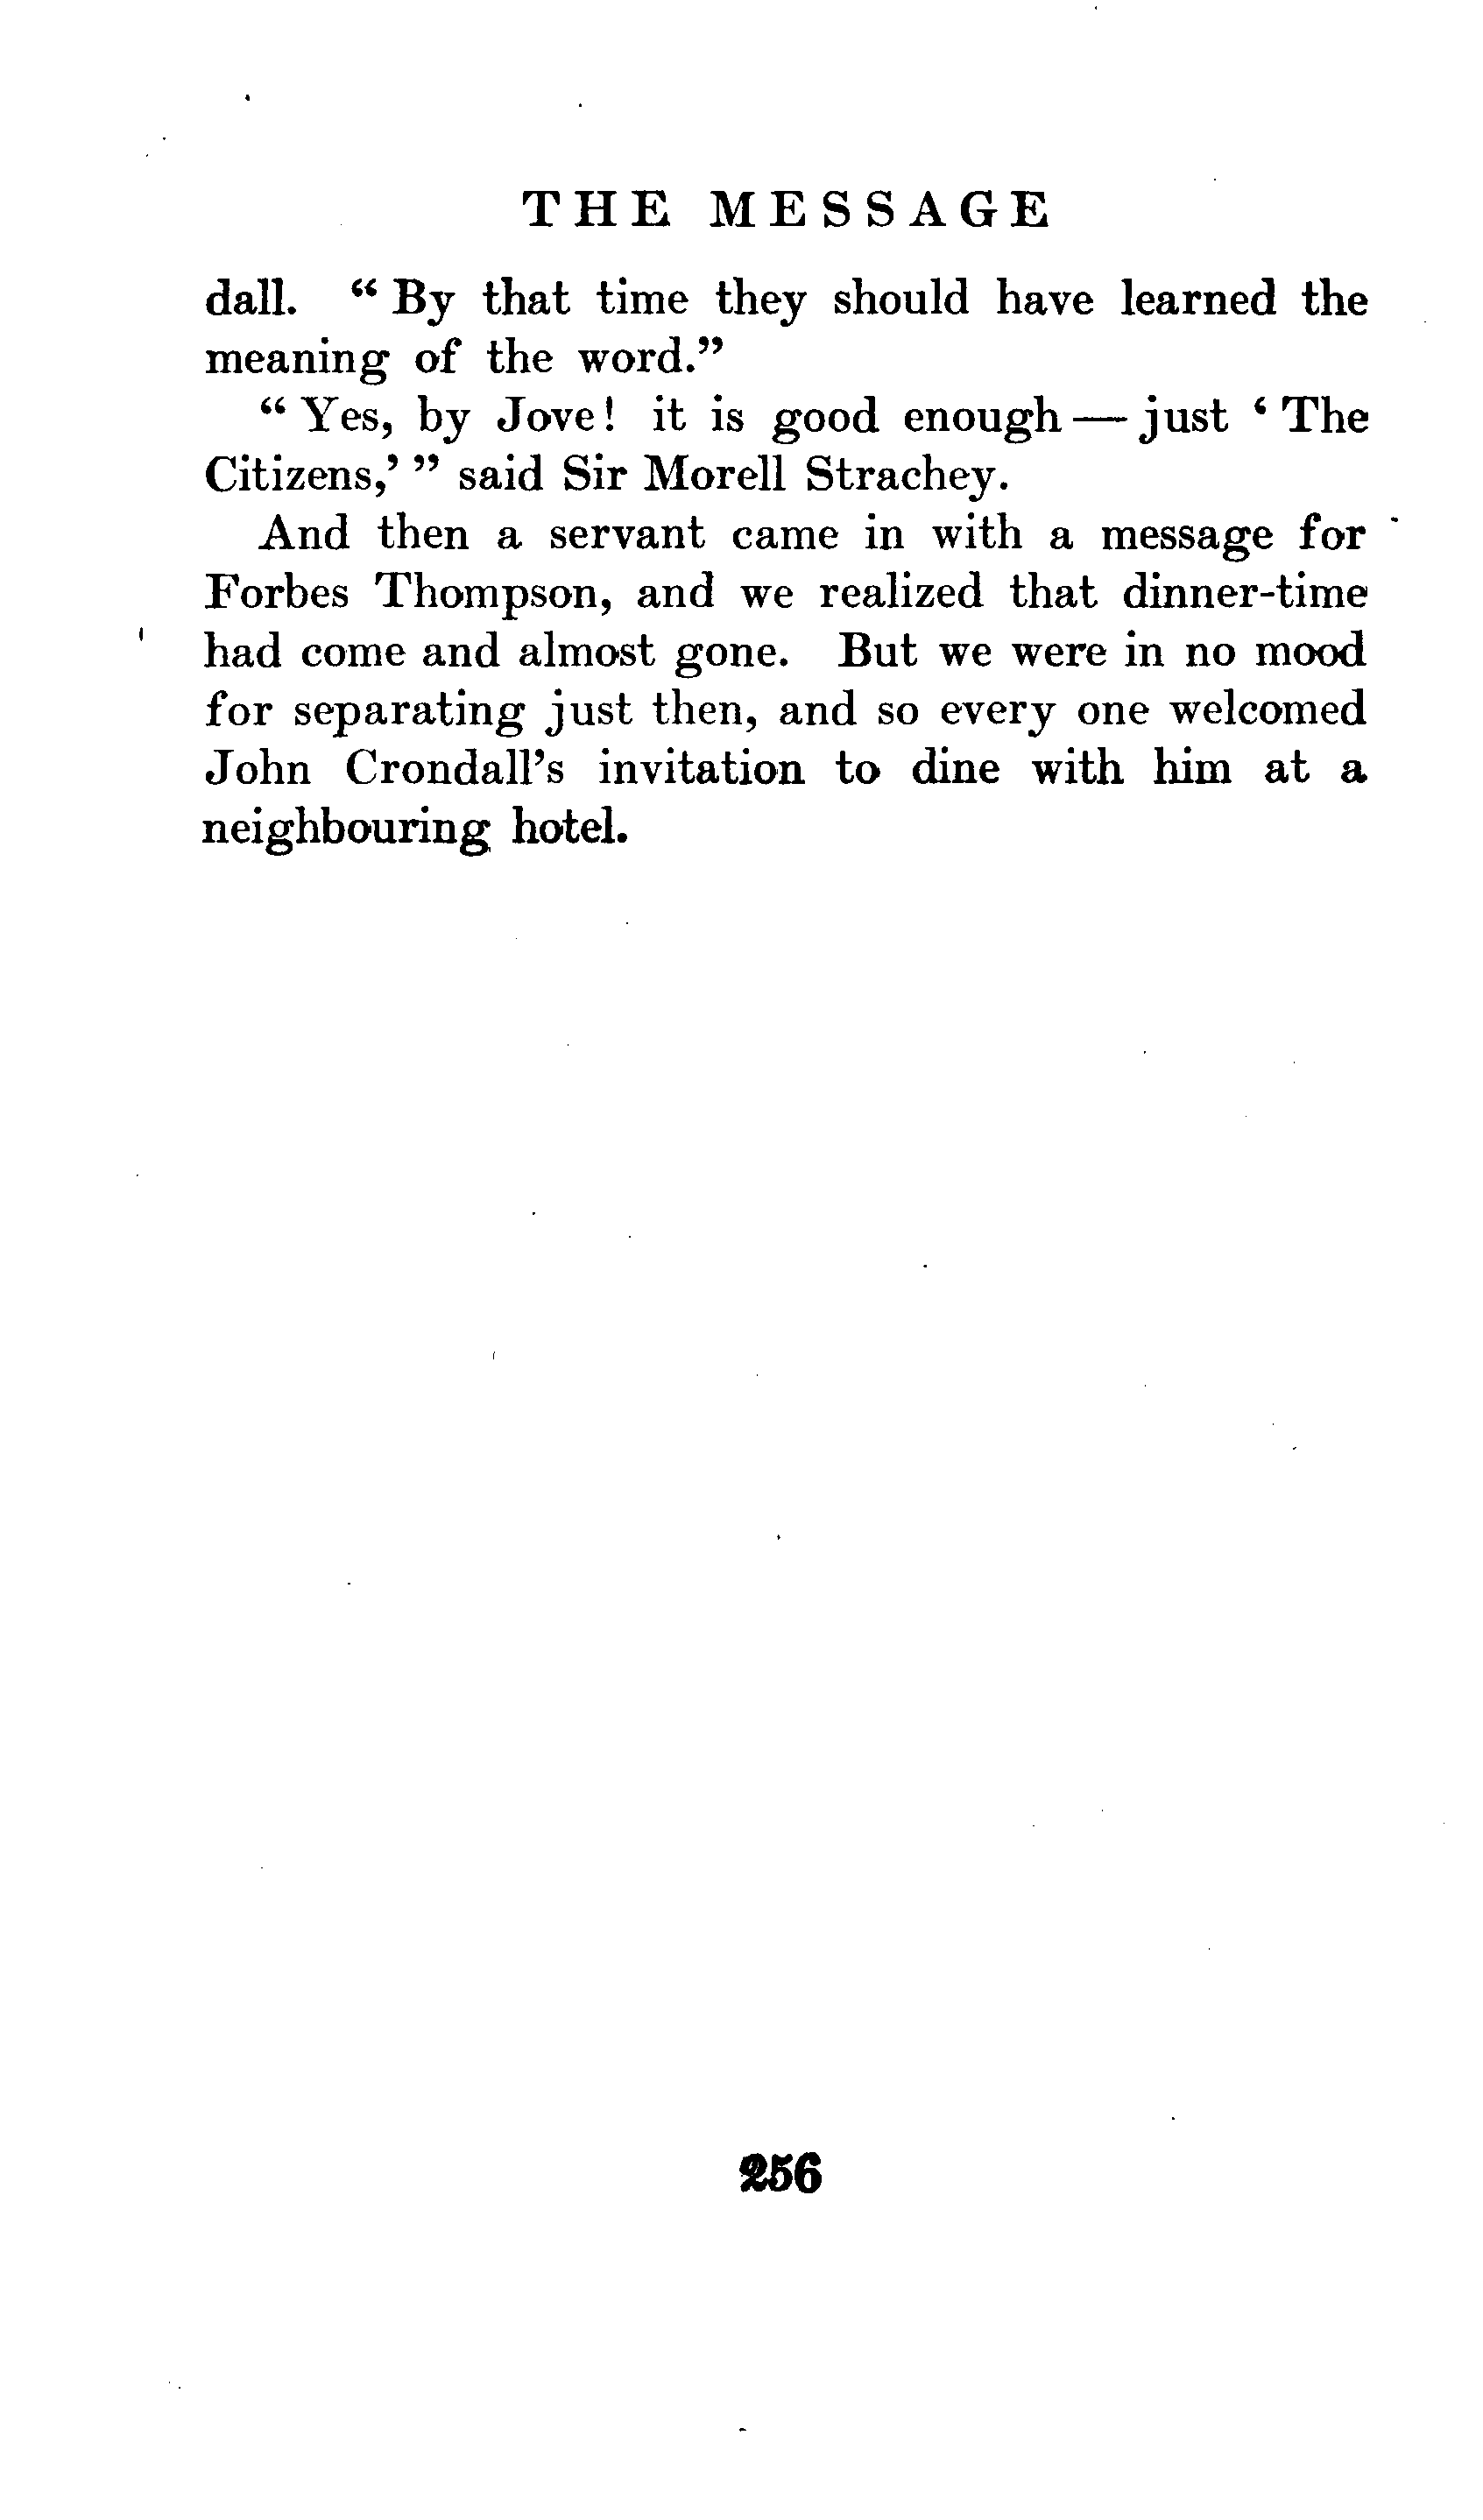 THE MESSAGE
dall. “ By that time they should have learned the
meaning of the word.”
“ Yes, by Jove! it is good enough — just ‘ The
Citizens,’ ” said Sir Morell Strachey.
And then a servant came in with a message for
Forbes Thompson, and we realized that dinner-time
had come and almost gone. But we were in no mood
for separating just then, and so every one welcomed
John Crondall’s invitation to dine with him at a
neighbouring hotel.
256